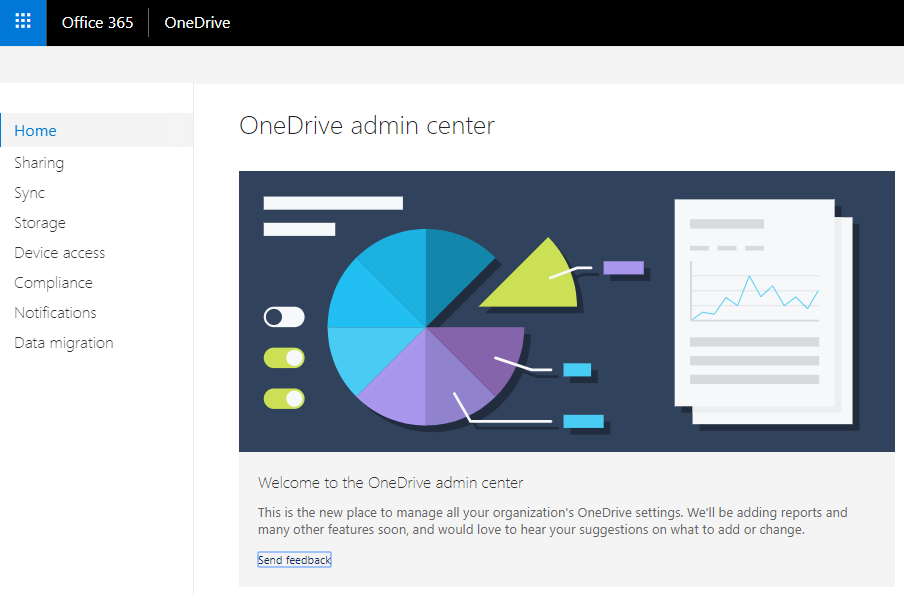 Office 365
OneDrive
Home
Sharing
Sync
Storage
Device access
Compliance
Notifications
Data migration
OneDrive admin center
Welcome to the OneDrive admin center
This is the new place to manage all your organization's OneDrive settings. We'll be adding reports and
many other features soon, and would love to hear your suggestions on what to add or change.
Send feedback